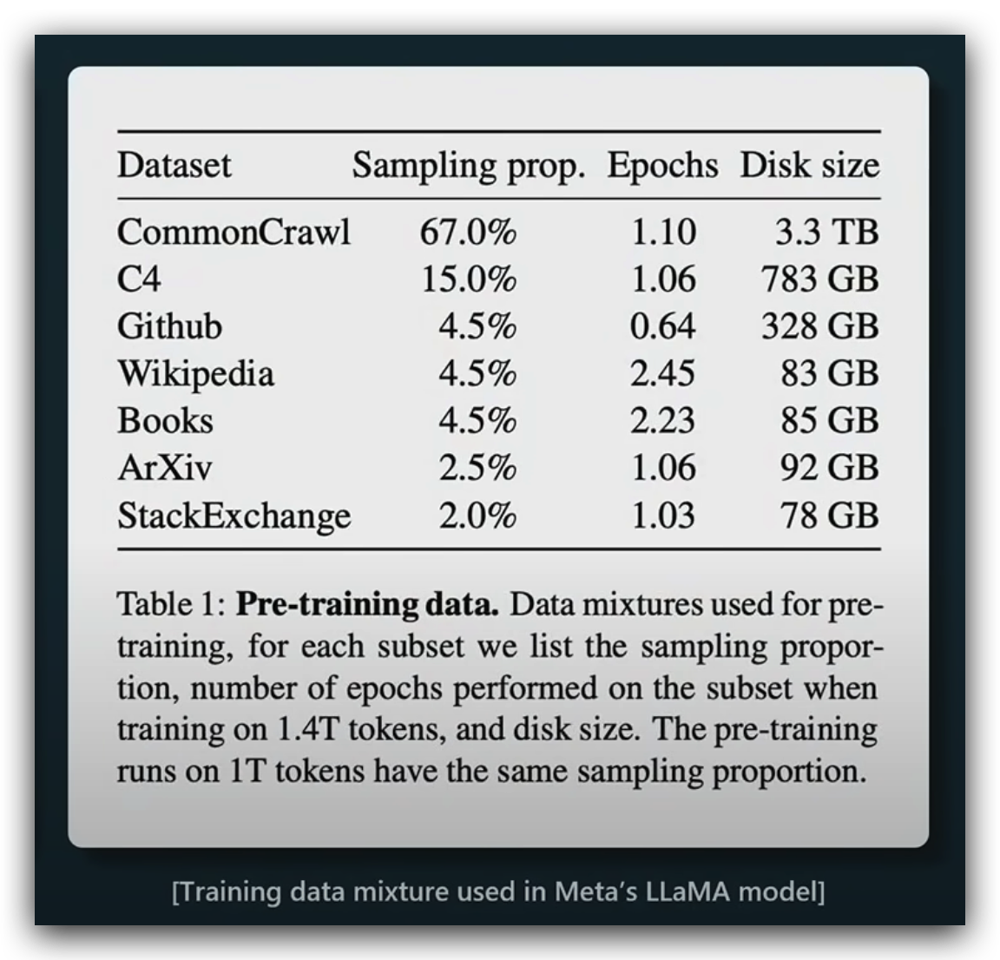 Dataset Sampling prop. Epochs Disk size
CommonCrawl 67.0% 1.10 3.3 TB
C4 15.0% 1.06 783 GB
Github 4.5% 0.64 328 GB
Wikipedia 4.5% 2.45 83 GB
Books 4.5% 2.23 85 GB
ArXiv 2.5% 1.06 92 GB
StackExchange 2.0% 1.03 78 GB
Table 1: Pre-training data. Data mixtures used for pre-
training, for each subset we list the sampling propor-
tion, number of epochs performed on the subset when
training on 1.4T tokens, and disk size. The pre-training
runs on 1T tokens have the same sampling proportion.
[Training data mixture used in Meta’s LLaMA model]